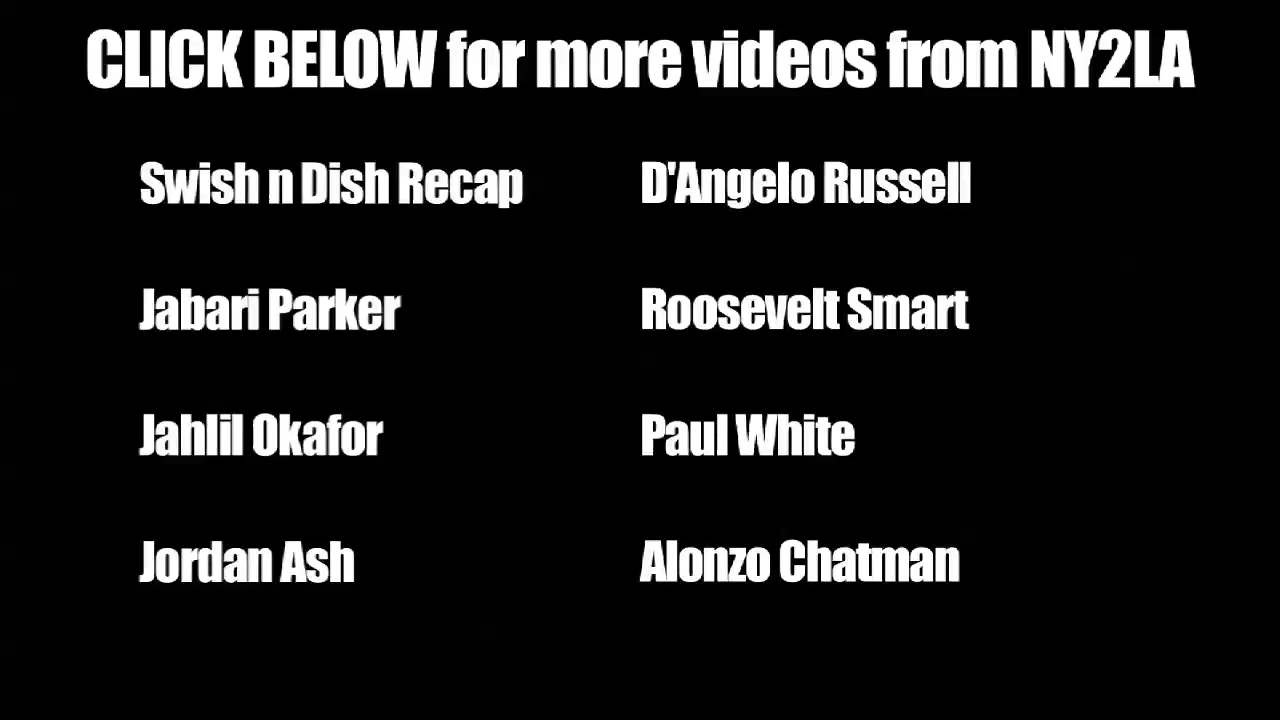 CLICK BELOW for more videos from NY2LA
Swish n Dish Recap
D'Angelo Russell
Jabari Parker
Roosevelt Smart
Jahlil Okafor
Paul White
Jordan Ash
Alonzo Chatman